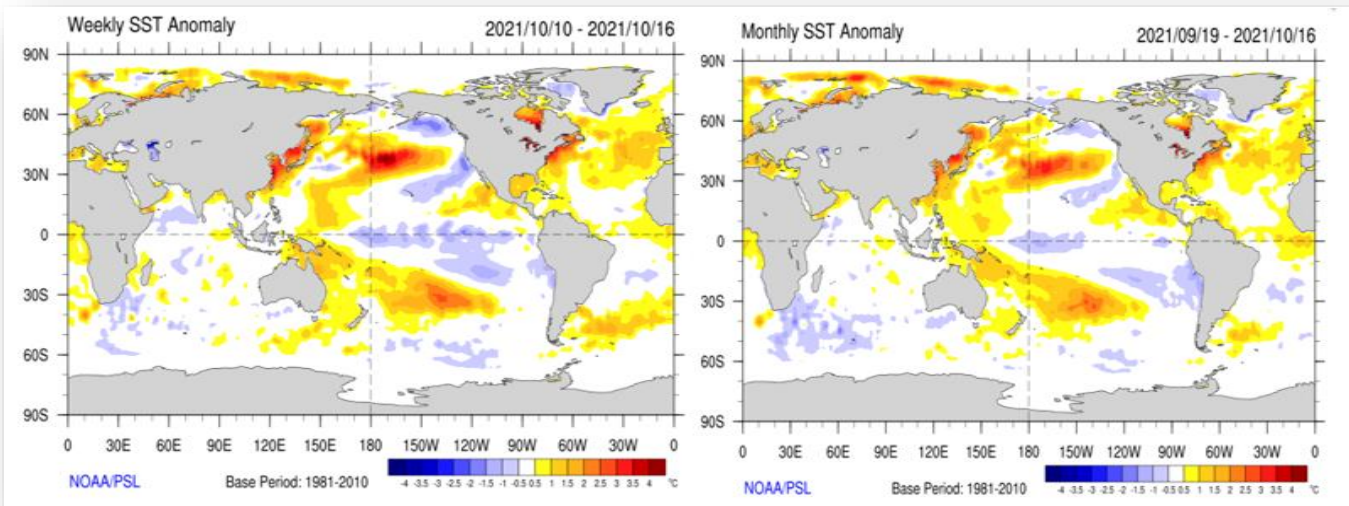 Weekly SST Anomaly 2021/10/10 - 2021/10/16
90N
60N
30N
0
30S
60S
90S
0 30E 60E 90E 120E 150E 180 150W 120W 90W 60W 30W 0
NOAA/PSL Base Period: 1981-2010
-4 -3.5 -3 -2.5 -2 -1.5 -1 -0.5 0.5 1 1.5 2 2.5 3 3.5 4 °C
Monthly SST Anomaly 2021/09/19 - 2021/10/16
90N
60N
30N
0
30S
60S
90S
0 30E 60E 90E 120E 150E 180 150W 120W 90W 60W 30W 0
NOAA/PSL Base Period: 1981-2010
-4 -3.5 -3 -2.5 -2 -1.5 -1 -0.5 0.5 1 1.5 2 2.5 3 3.5 4 °C